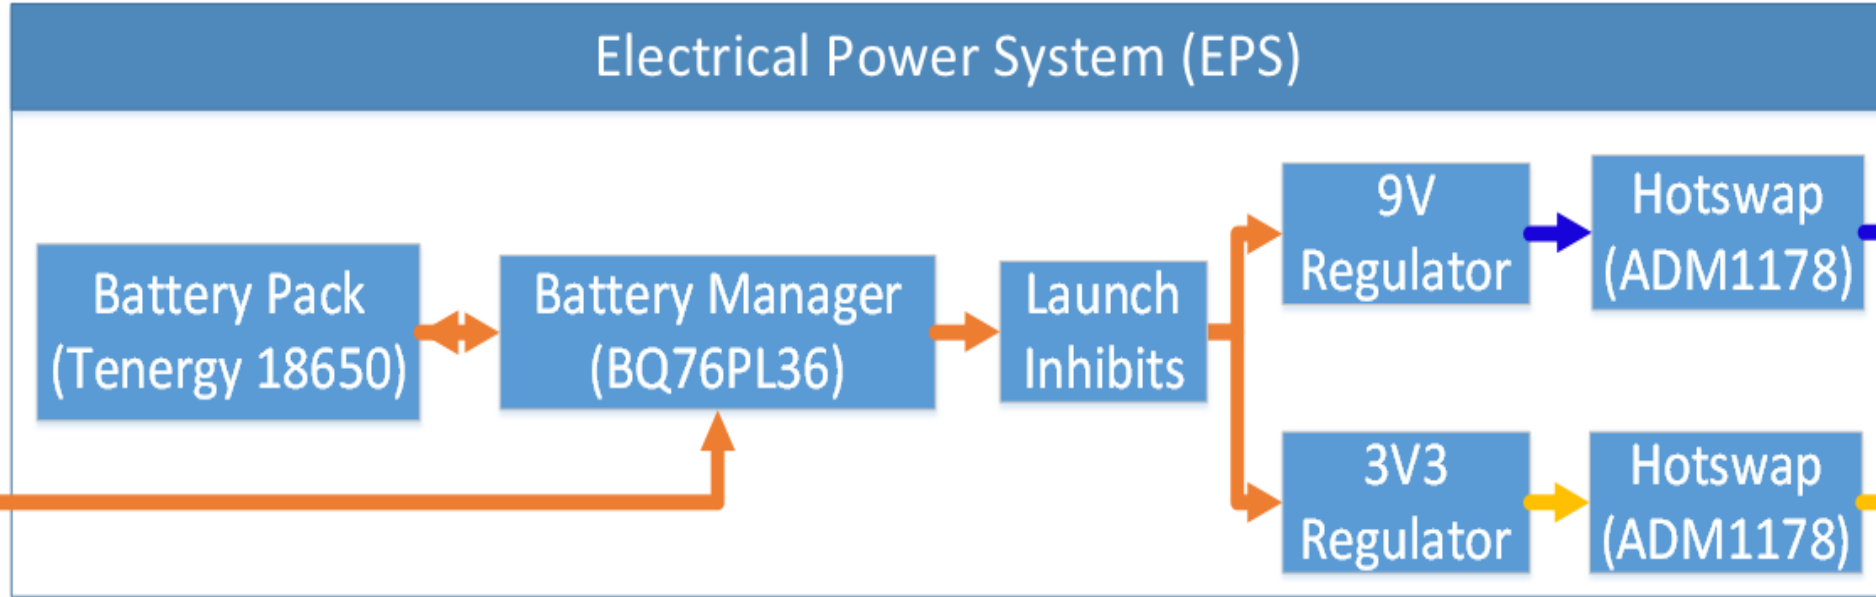 Electrical Power System (EPS)
Battery Pack
(Tenergy 18650)
Battery Manager
(BQ76PL36)
Launch
Inhibits
9V
Regulator
Hotswap
(ADM1178)
3V3
Regulator
Hotswap
(ADM1178)